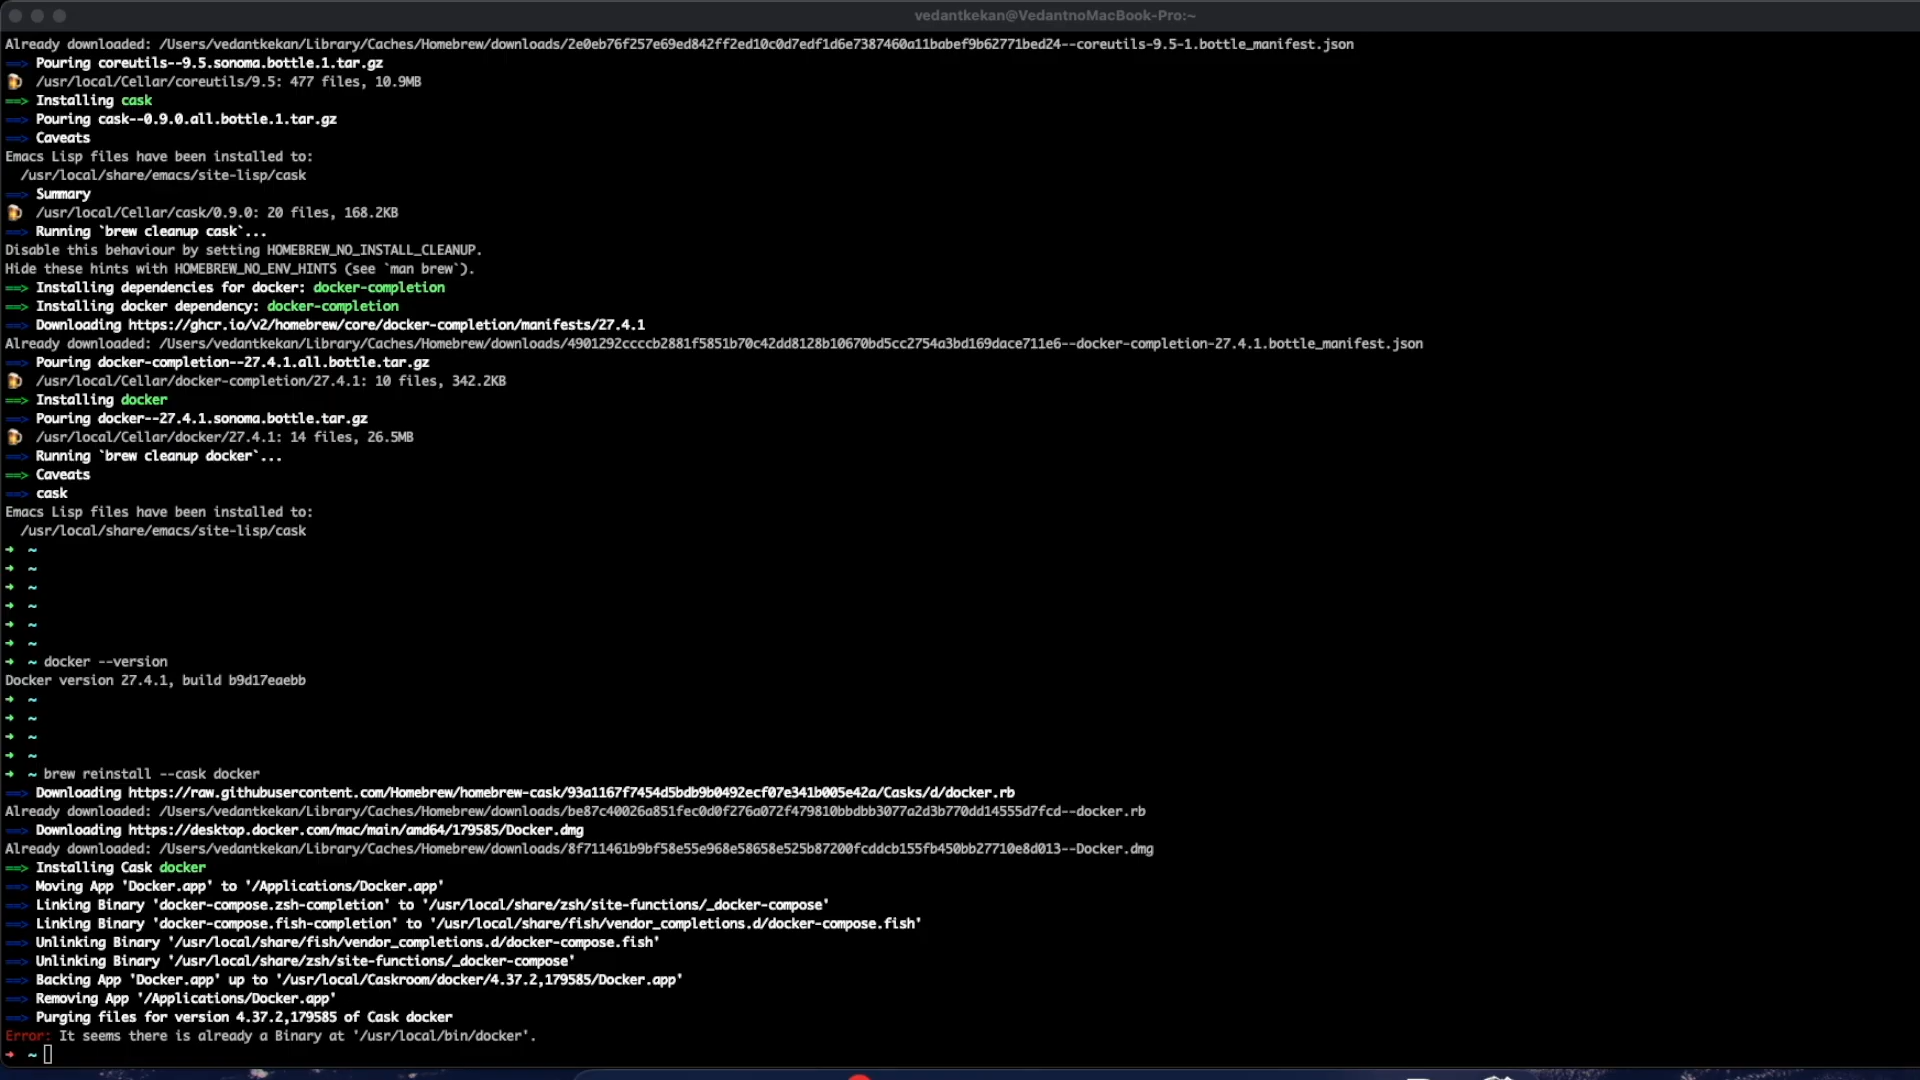 vedantkekan@VedantnoMacBook-Pro:~
Already downloaded: /Users/vedantkekan/Library/Caches/Homebrew/downloads/2e0eb76f257e69ed842ff2ed10c0d7edf1d6e7387460a11babef9b62771bed24--coreutils-9.5-1.bottle_manifest.json
==> Pouring coreutils--9.5.sonoma.bottle.1.tar.gz
🍺 /usr/local/Cellar/coreutils/9.5: 477 files, 10.9MB
==> Installing cask
==> Pouring cask--0.9.0.all.bottle.1.tar.gz
==> Caveats
Emacs Lisp files have been installed to:
/usr/local/share/emacs/site-lisp/cask
==> Summary
🍺 /usr/local/Cellar/cask/0.9.0: 20 files, 168.2KB
==> Running `brew cleanup cask`...
Disable this behaviour by setting HOMEBREW_NO_INSTALL_CLEANUP.
Hide these hints with HOMEBREW_NO_ENV_HINTS (see `man brew`).
==> Installing dependencies for docker: docker-completion
==> Installing docker dependency: docker-completion
==> Downloading https://ghcr.io/v2/homebrew/core/docker-completion/manifests/27.4.1
Already downloaded: /Users/vedantkekan/Library/Caches/Homebrew/downloads/4901292ccccb2881f5851b70c42dd8128b10670bd5cc2754a3bd169dace711e6--docker-completion-27.4.1.bottle_manifest.json
==> Pouring docker-completion--27.4.1.all.bottle.tar.gz
🍺 /usr/local/Cellar/docker-completion/27.4.1: 10 files, 342.2KB
==> Installing docker
==> Pouring docker--27.4.1.sonoma.bottle.tar.gz
🍺 /usr/local/Cellar/docker/27.4.1: 14 files, 26.5MB
==> Running `brew cleanup docker`...
==> Caveats
==> cask
Emacs Lisp files have been installed to:
/usr/local/share/emacs/site-lisp/cask
➜ ~
➜ ~
➜ ~
➜ ~
➜ ~
➜ ~
➜ ~ docker --version
Docker version 27.4.1, build b9d17eaebb
➜ ~
➜ ~
➜ ~
➜ ~
➜ ~ brew reinstall --cask docker
==> Downloading https://raw.githubusercontent.com/Homebrew/homebrew-cask/93a1167f7454d5bdb9b0492ecf07e341b005e42a/Casks/d/docker.rb
Already downloaded: /Users/vedantkekan/Library/Caches/Homebrew/downloads/be87c40026a851fec0d0f276a072f479810bbdbb3077a2d3b770dd14555d7fcd--docker.rb
==> Downloading https://desktop.docker.com/mac/main/amd64/179585/Docker.dmg
Already downloaded: /Users/vedantkekan/Library/Caches/Homebrew/downloads/8f711461b9bf58e55e968e58658e525b87200fcddcb155fb450bb27710e8d013--Docker.dmg
==> Installing Cask docker
==> Moving App 'Docker.app' to '/Applications/Docker.app'
==> Linking Binary 'docker-compose.zsh-completion' to '/usr/local/share/zsh/site-functions/_docker-compose'
==> Linking Binary 'docker-compose.fish-completion' to '/usr/local/share/fish/vendor_completions.d/docker-compose.fish'
==> Unlinking Binary '/usr/local/share/fish/vendor_completions.d/docker-compose.fish'
==> Unlinking Binary '/usr/local/share/zsh/site-functions/_docker-compose'
==> Backing App 'Docker.app' up to '/usr/local/Caskroom/docker/4.37.2,179585/Docker.app'
==> Removing App '/Applications/Docker.app'
==> Purging files for version 4.37.2,179585 of Cask docker
Error: It seems there is already a Binary at '/usr/local/bin/docker'.
➜ ~